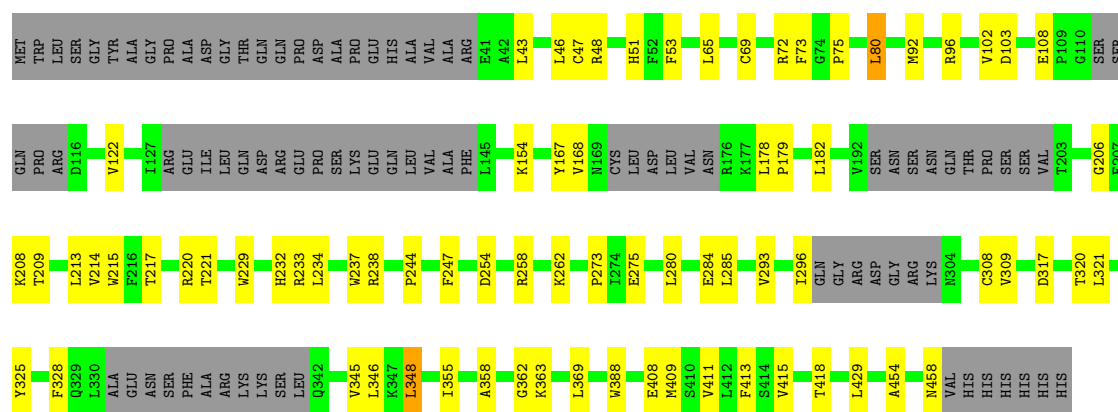 MET TRP LEU SER GLY TYR ALA GLY PRO ALA ASP GLY THR GLN GLN PRO ASP ALA PRO GLU HIS ALA VAL ALA ARG E41 A42 L43 L46 C47 R48 H51 F52 F53 L65 C69 R72 F73 G74 P75 L80 M92 R96 V102 D103 E108 P109 G110 SER SER
GLN PRO ARG D116 V122 I127 ARG GLU ILE LEU GLN ASP ARG GLU PRO SER LYS GLU GLN LEU VAL ALA PHE L145 K154 Y167 V168 N169 CYS LEU ASP LEU VAL ASN R176 K177 L178 P179 L182 V192 SER ASN SER ASN GLN THR PRO SER SER VAL T203 G206 E207
K208 T209 L213 V214 W215 F216 T217 R220 T221 W229 H232 R233 L234 W237 R238 P244 F247 D254 R258 K262 P273 I274 E275 L280 E284 L285 V293 I296 GLN GLY ARG ASP GLY ARG LYS N304 C308 V309 D317 T320 L321
Y325 F328 Q329 L330 ALA GLU ASN SER PHE ALA ARG LYS LYS SER LEU Q342 V345 L346 K347 L348 I355 A358 G362 K363 L369 W388 E408 M409 S410 V411 L412 F413 S414 V415 T418 L429 A454 N458 VAL HIS HIS HIS HIS HIS HIS